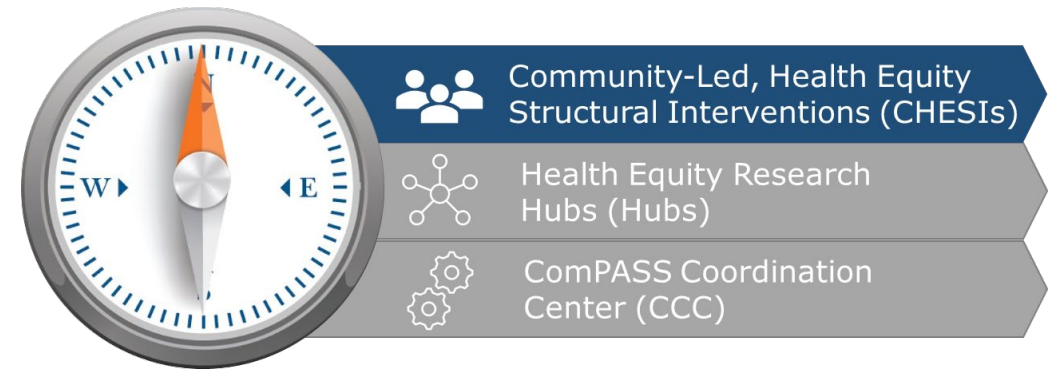 N
W
E
Community-Led, Health Equity
Structural Interventions (CHESIs)
Health Equity Research
Hubs (Hubs)
ComPASS Coordination
Center (CCC)